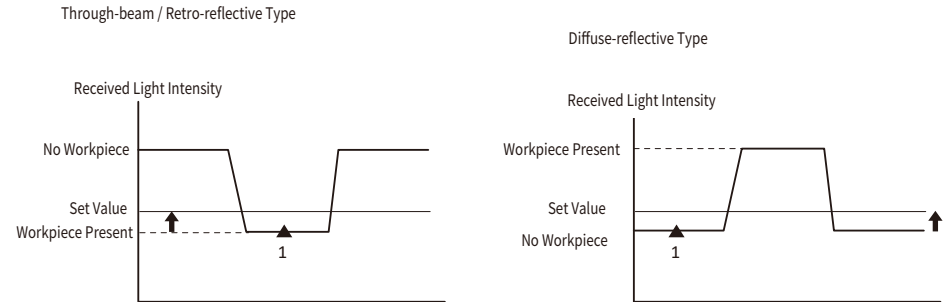 Through-beam / Retro-reflective Type
Received Light Intensity
No Workpiece
Set Value
Workpiece Present
1
Diffuse-reflective Type
Received Light Intensity
Workpiece Present
Set Value
No Workpiece
1